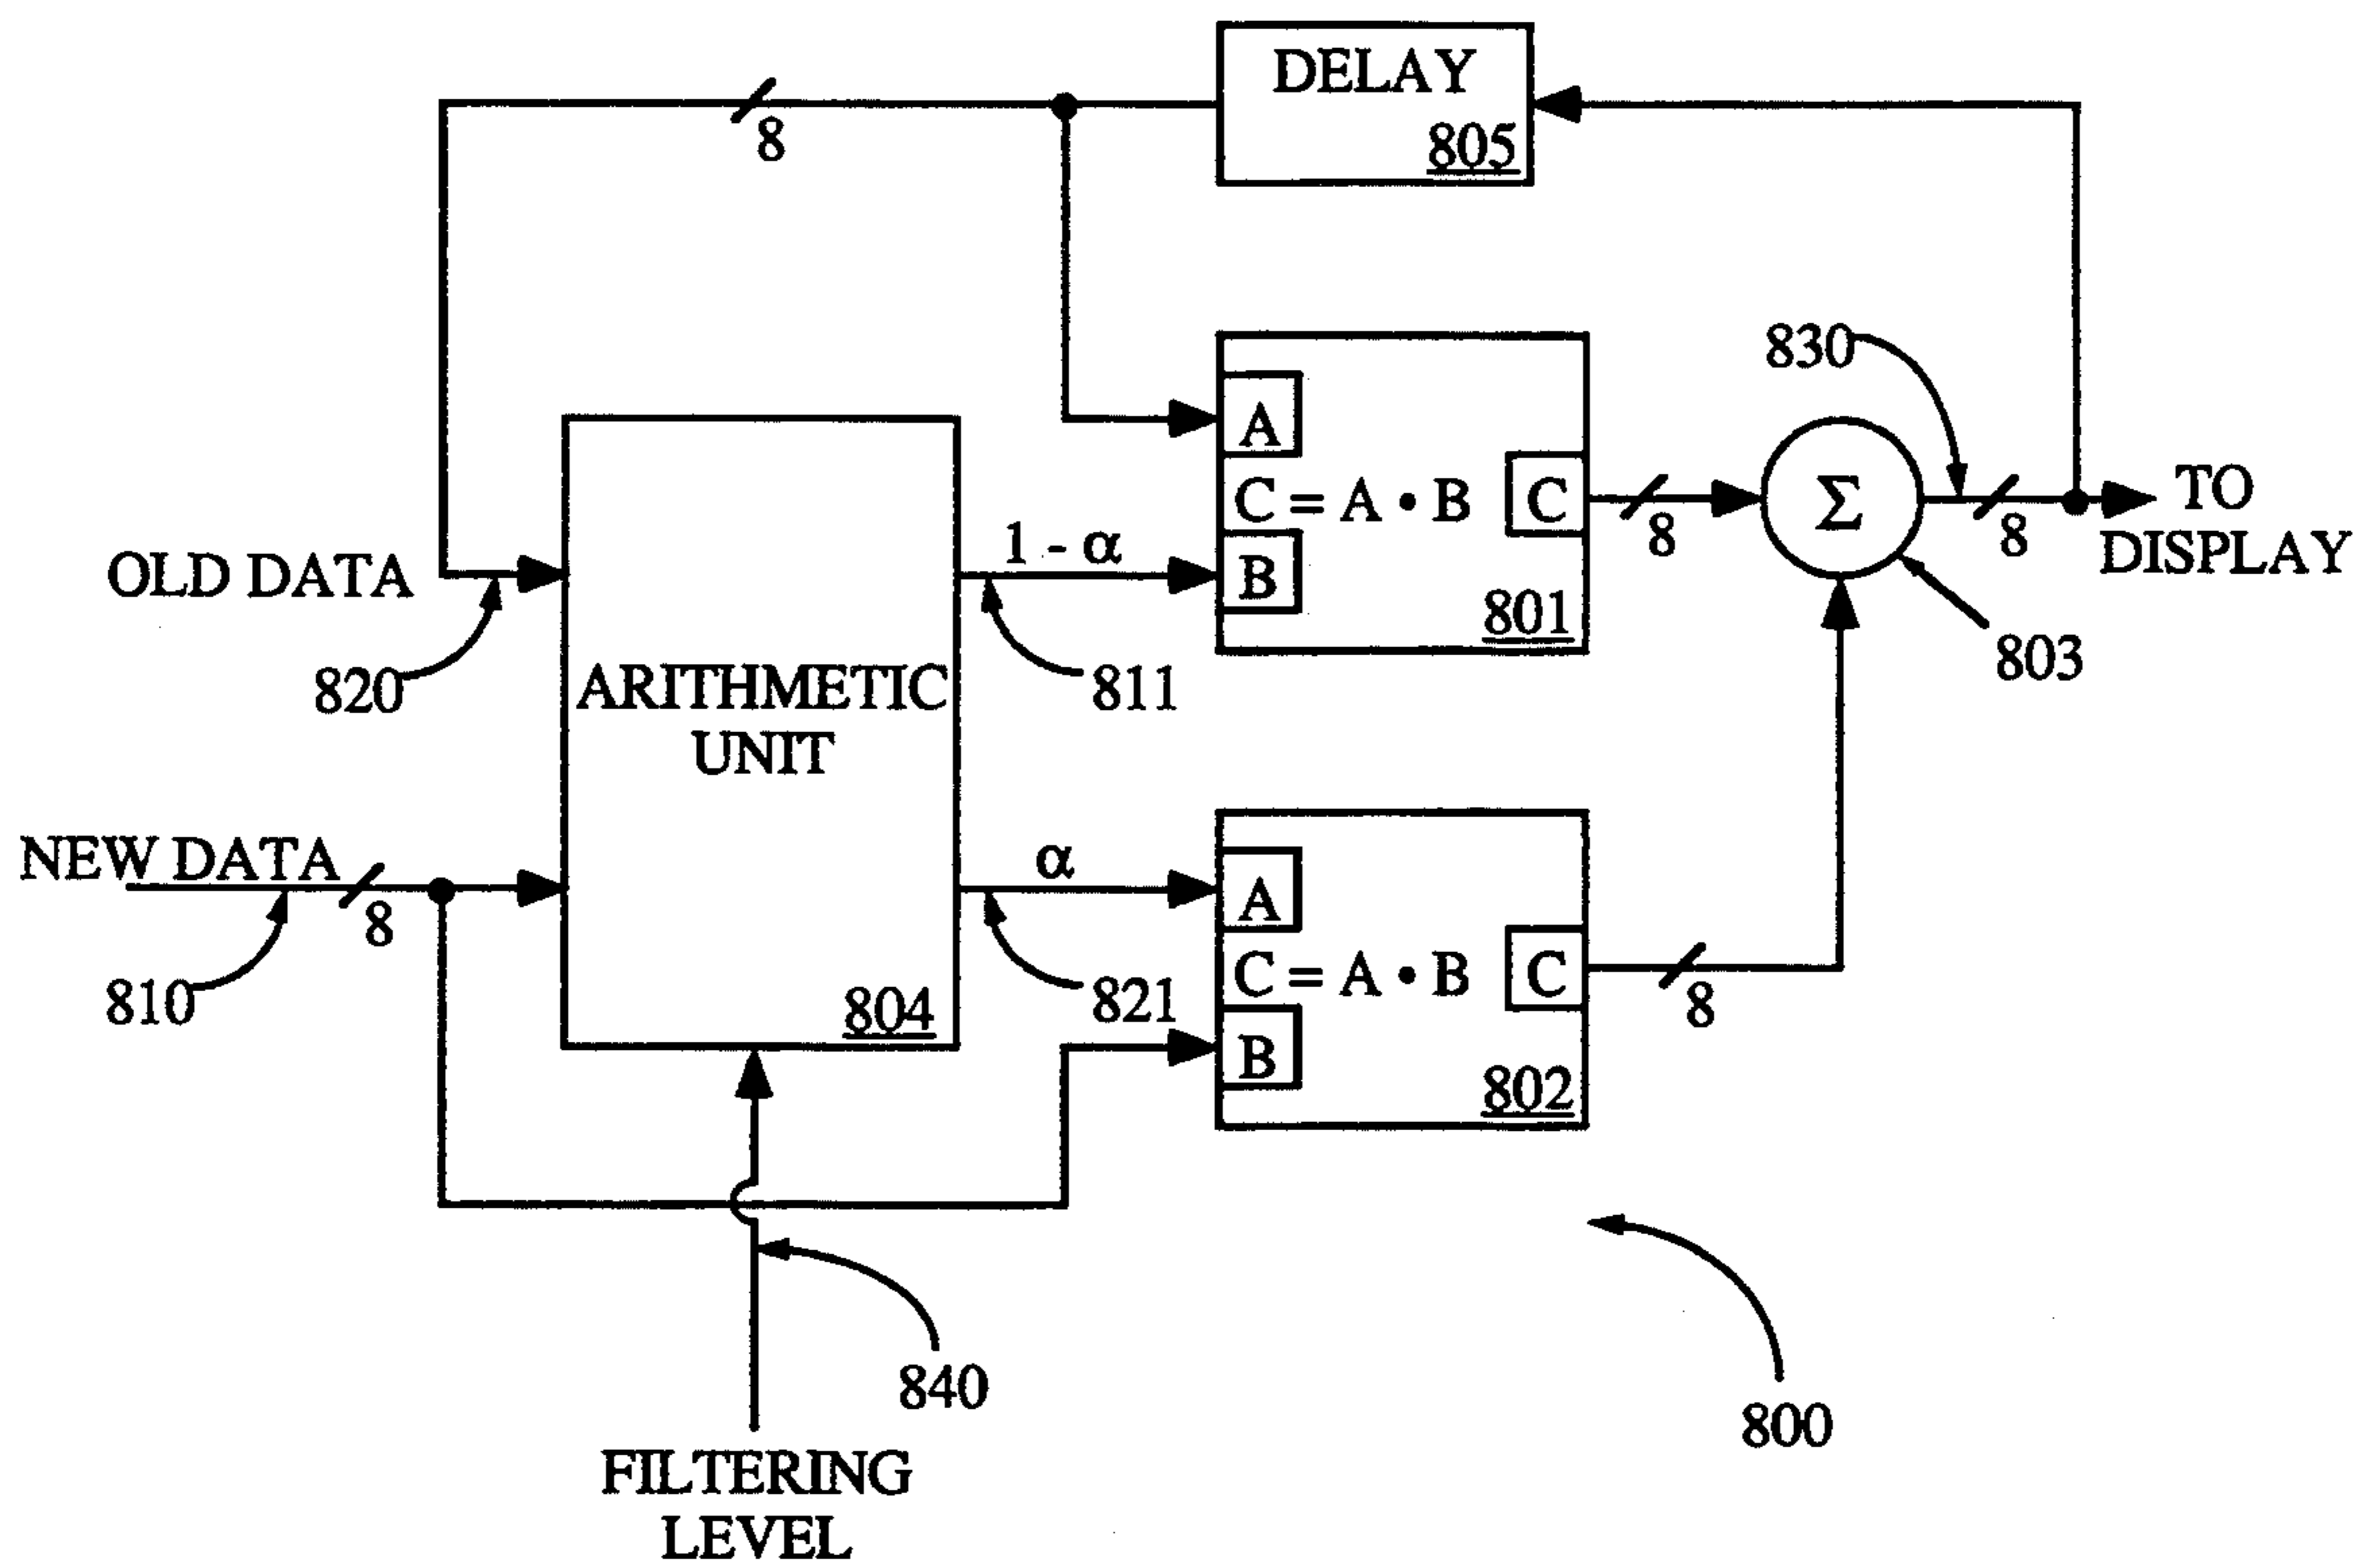 DELAY
805
8
830
A
C = A • B
C
B
801
8
Σ
8
TO
DISPLAY
803
OLD DATA
820
1 - α
811
ARITHMETIC
UNIT
804
NEW DATA
8
810
α
821
A
C = A • B
C
B
802
8
840
FILTERING
LEVEL
800